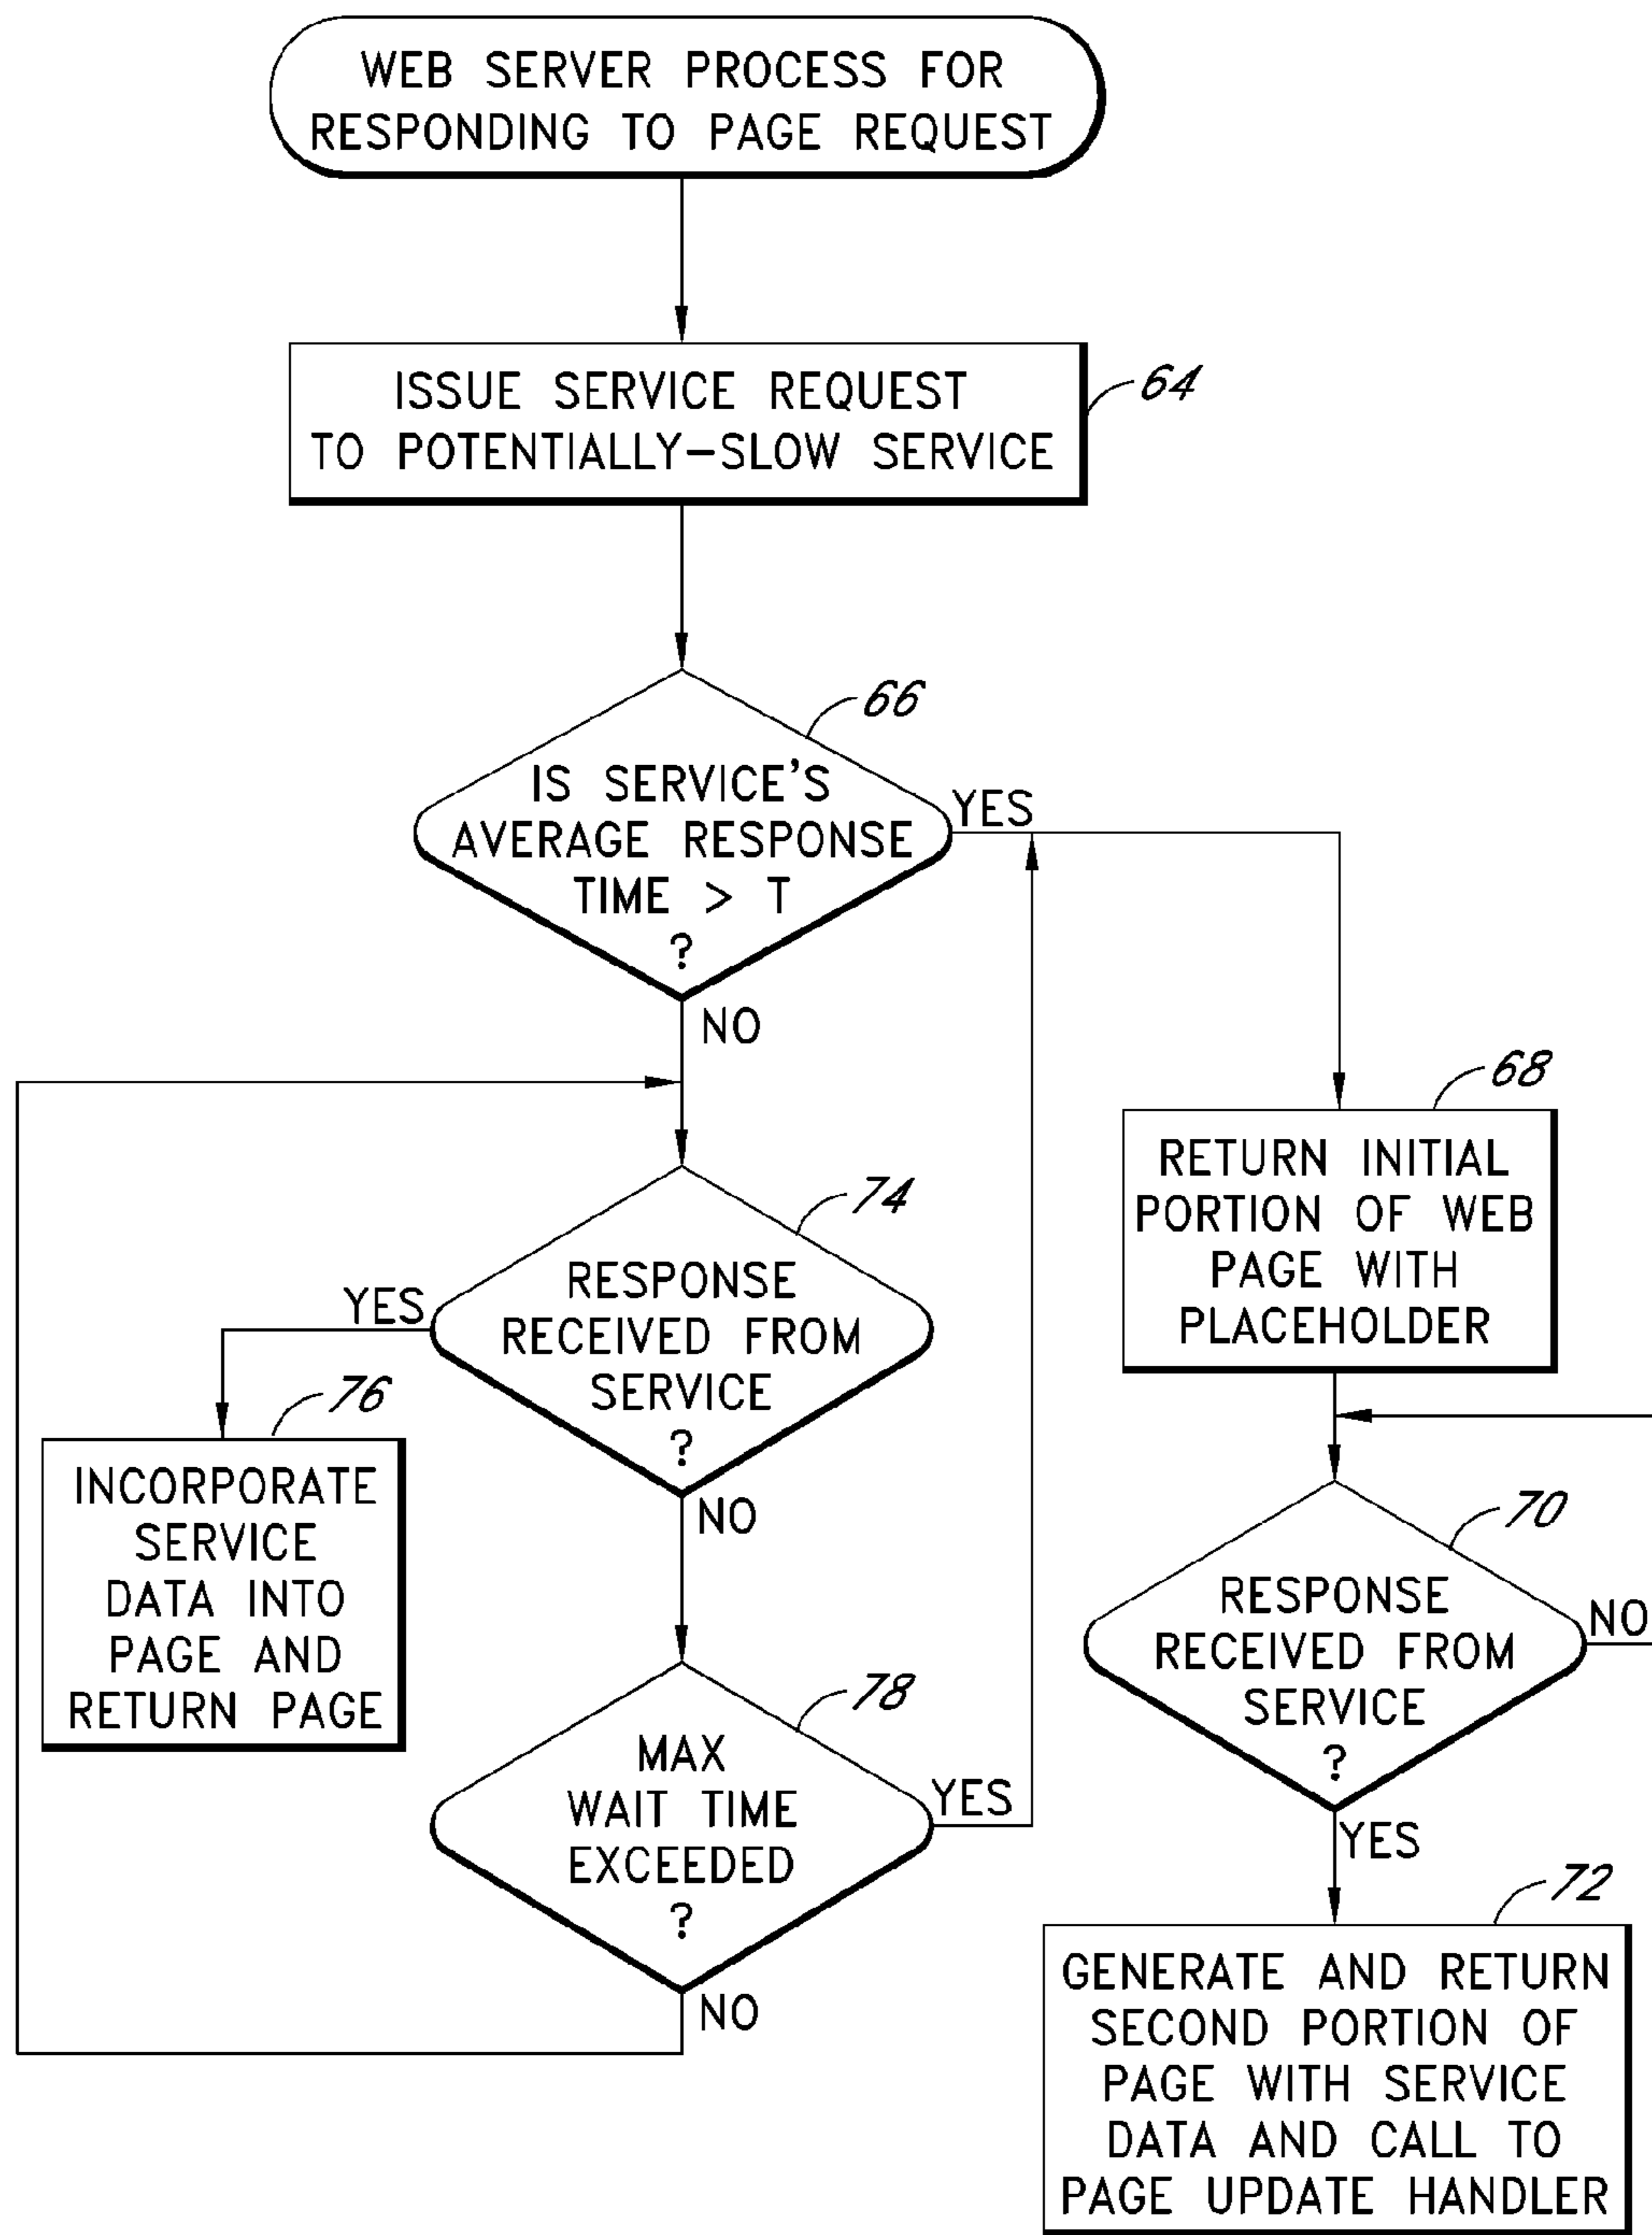 WEB SERVER PROCESS FOR
RESPONDING TO PAGE REQUEST
ISSUE SERVICE REQUEST
TO POTENTIALLY-SLOW SERVICE
64
66
IS SERVICE'S
AVERAGE RESPONSE
TIME > T
?
YES
NO
68
RETURN INITIAL
PORTION OF WEB
PAGE WITH
PLACEHOLDER
74
RESPONSE
RECEIVED FROM
SERVICE
?
YES
NO
76
INCORPORATE
SERVICE
DATA INTO
PAGE AND
RETURN PAGE
70
RESPONSE
RECEIVED FROM
SERVICE
?
NO
YES
78
MAX
WAIT TIME
EXCEEDED
?
YES
NO
72
GENERATE AND RETURN
SECOND PORTION OF
PAGE WITH SERVICE
DATA AND CALL TO
PAGE UPDATE HANDLER